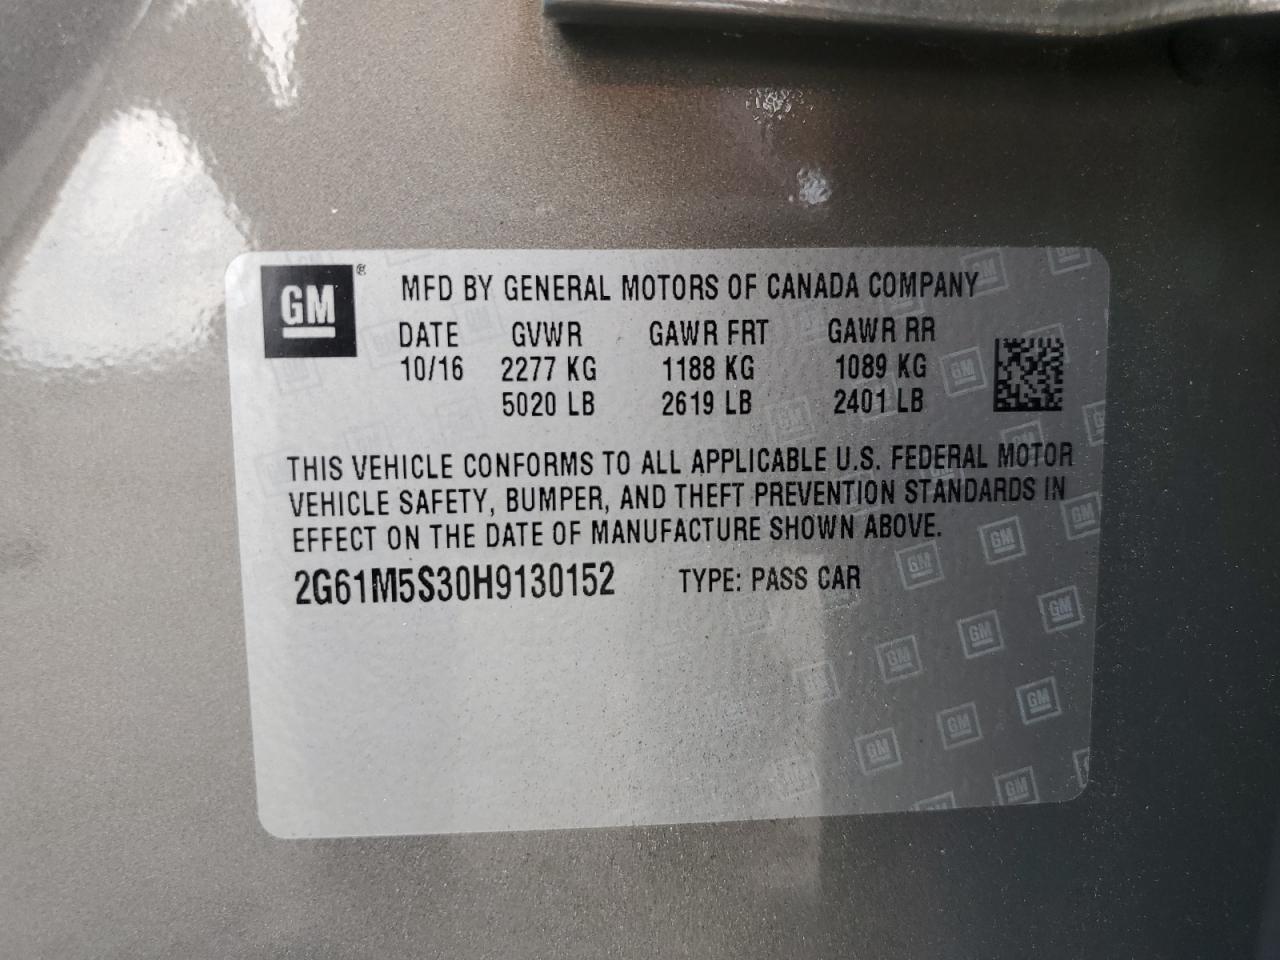 GM ® MFD BY GENERAL MOTORS OF CANADA COMPANY
DATE GVWR GAWR FRT GAWR RR
10/16 2277 KG 1188 KG 1089 KG
5020 LB 2619 LB 2401 LB
THIS VEHICLE CONFORMS TO ALL APPLICABLE U.S. FEDERAL MOTOR
VEHICLE SAFETY, BUMPER, AND THEFT PREVENTION STANDARDS IN
EFFECT ON THE DATE OF MANUFACTURE SHOWN ABOVE.
2G61M5S30H9130152 TYPE: PASS CAR